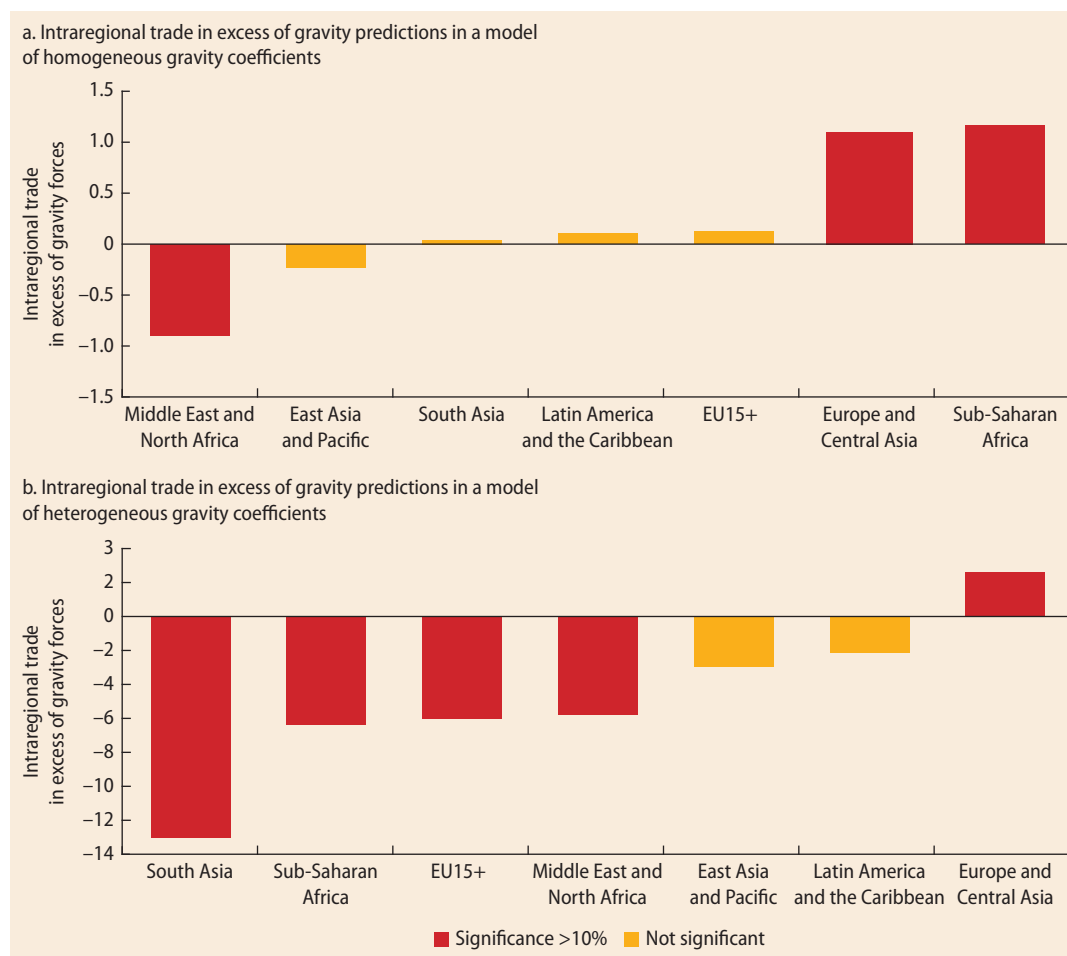 a. Intraregional trade in excess of gravity predictions in a model
of homogeneous gravity coefficients
Intraregional trade
in excess of gravity forces
1.5
1.0
0.5
0
–0.5
–1.0
–1.5
Middle East and
North Africa
East Asia
and Pacific
South Asia
Latin America
and the Caribbean
EU15+
Europe and
Central Asia
Sub-Saharan
Africa
b. Intraregional trade in excess of gravity predictions in a model
of heterogeneous gravity coefficients
Intraregional trade
in excess of gravity forces
3
2
0
–2
–4
–6
–8
–10
–12
–14
South Asia
Sub-Saharan
Africa
EU15+
Middle East and
North Africa
East Asia
and Pacific
Latin America
and the Caribbean
Europe and
Central Asia
Significance >10%
Not significant